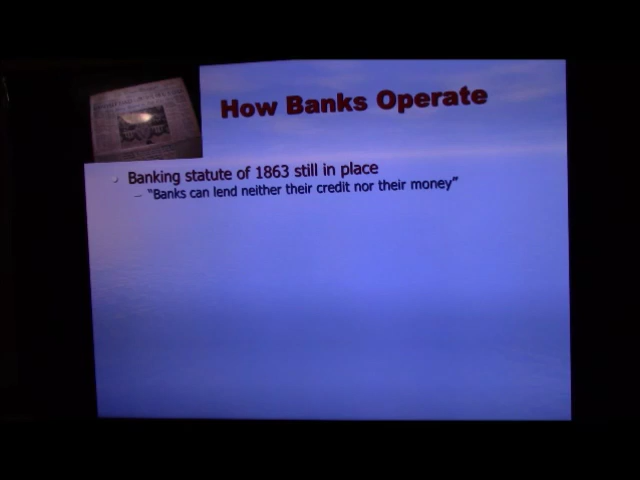 How Banks Operate
Banking statute of 1863 still in place
– "Banks can lend neither their credit nor their money"